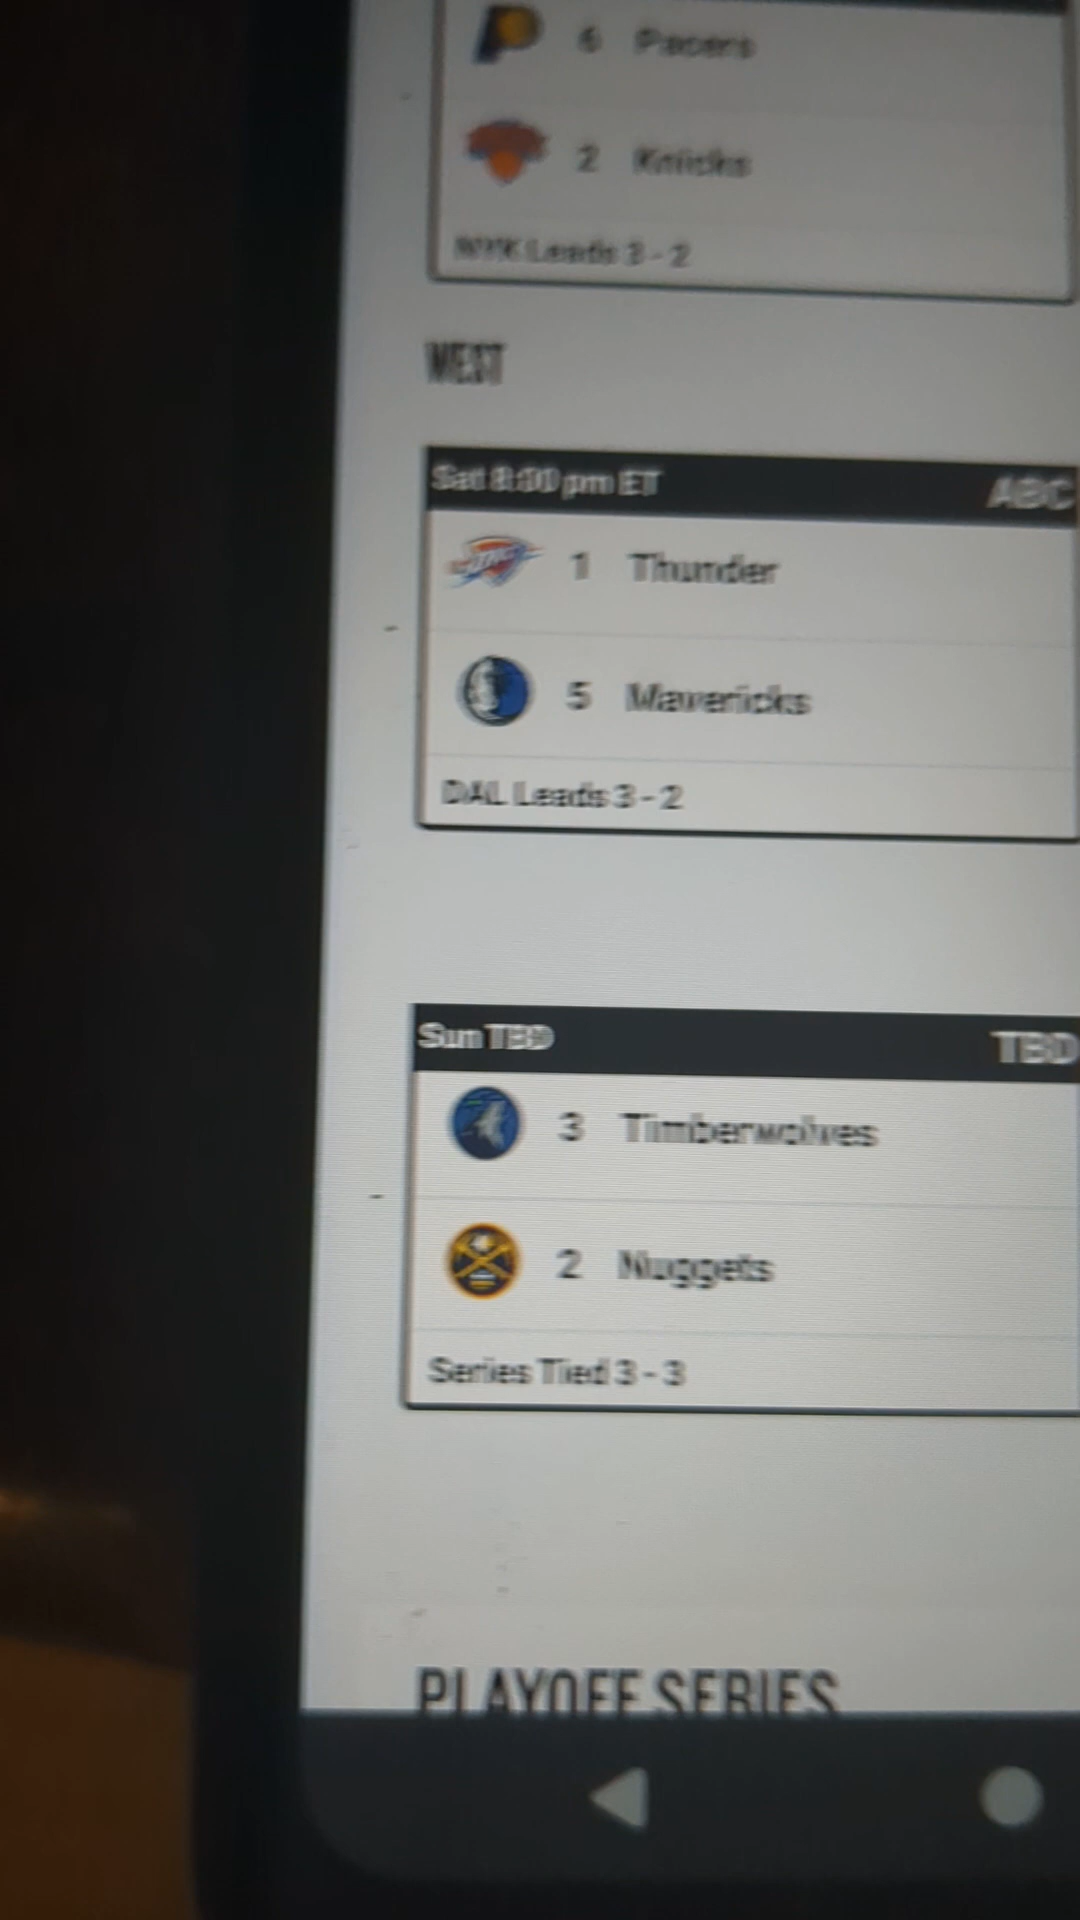 6 Pacers
2 Knicks
NYK Leads 3 - 2
WEST
Sat 8:00 pm ET ABC
1 Thunder
5 Mavericks
DAL Leads 3 - 2
Sun TBD TBD
3 Timberwolves
2 Nuggets
Series Tied 3 - 3
PLAYOFF SERIES